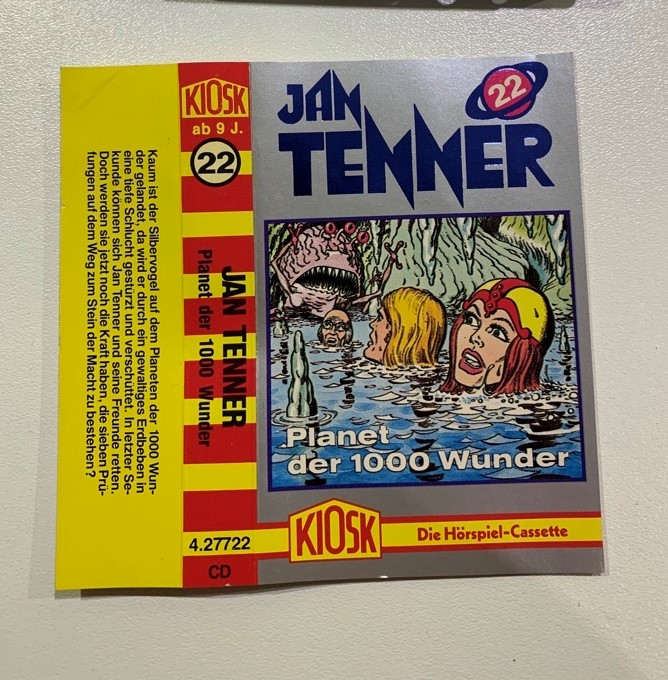 Kaum ist der Silbervogel auf dem Planeten der 1000 Wun-
der gelandet, da wird er durch ein gewaltiges Erdbeben in
eine tiefe Schlucht gestürzt und verschüttet. In letzter Se-
kunde können sich Jan Tenner und seine Freunde retten.
Doch werden sie jetzt noch die Kraft haben, die sieben Prü-
fungen auf dem Weg zum Stein der Macht zu bestehen?
KIOSK
ab 9 J.
22
JAN TENNER
Planet der 1000 Wunder
4.27722
CD
JAN
TENNER
22
Planet
der 1000 Wunder
KIOSK
Die Hörspiel-Cassette